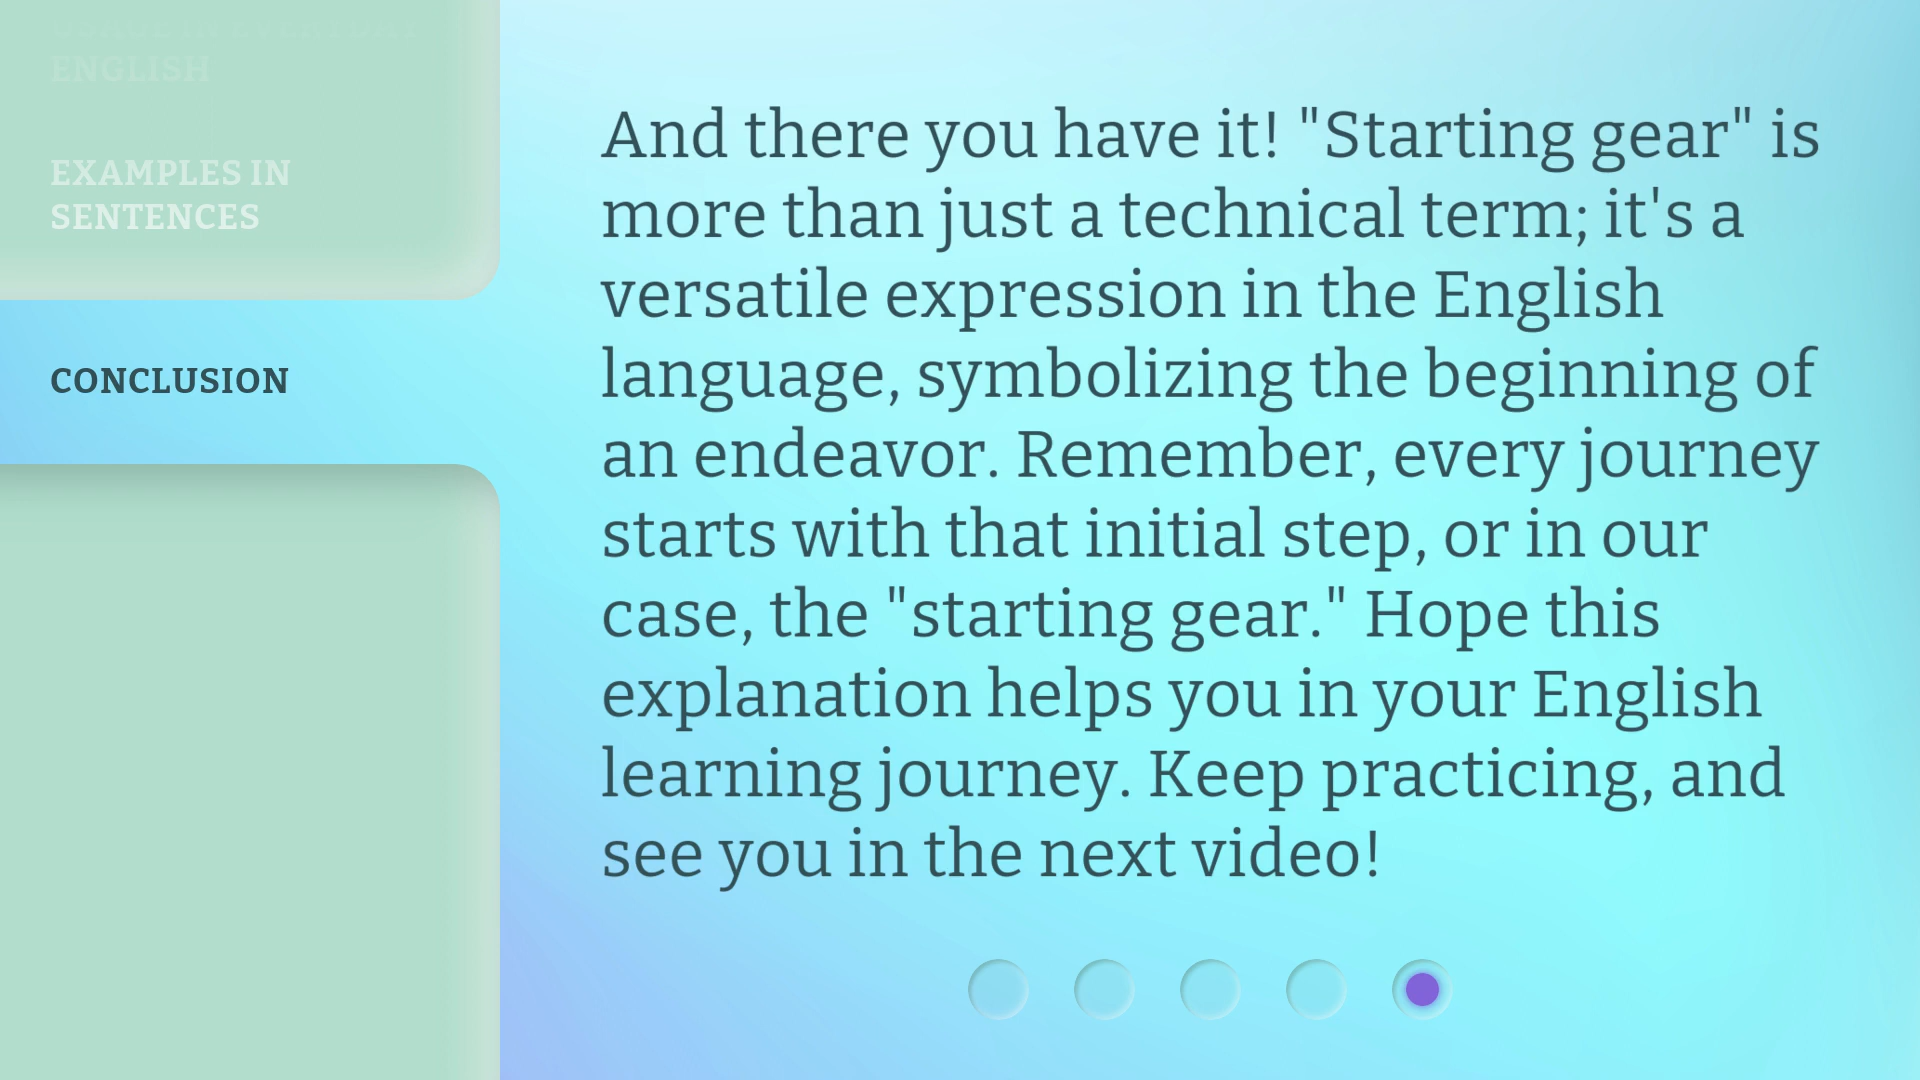 USAGE IN EVERYDAY
ENGLISH
EXAMPLES IN
SENTENCES
CONCLUSION
And there you have it! "Starting gear" is
more than just a technical term; it's a
versatile expression in the English
language, symbolizing the beginning of
an endeavor. Remember, every journey
starts with that initial step, or in our
case, the "starting gear." Hope this
explanation helps you in your English
learning journey. Keep practicing, and
see you in the next video!